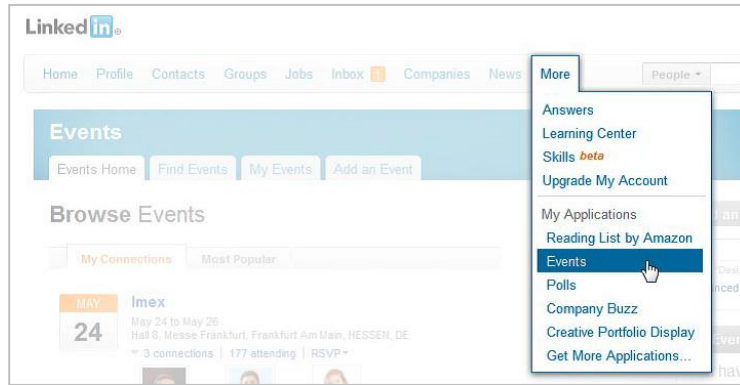 Linked in
Home Profile Contacts Groups Jobs Inbox Companies News More People
Answers
Learning Center
Skills beta
Upgrade My Account
My Applications
Reading List by Amazon
Events
Polls
Company Buzz
Creative Portfolio Display
Get More Applications...
Events
Events Home Find Events My Events Add an Event
Browse Events
My Connections Most Popular
MAY
24
Imex
May 24 to May 26
Hall 8, Messe Frankfurt, Frankfurt Am Main, HESSEN, DE
3 connections | 177 attending | RSVP